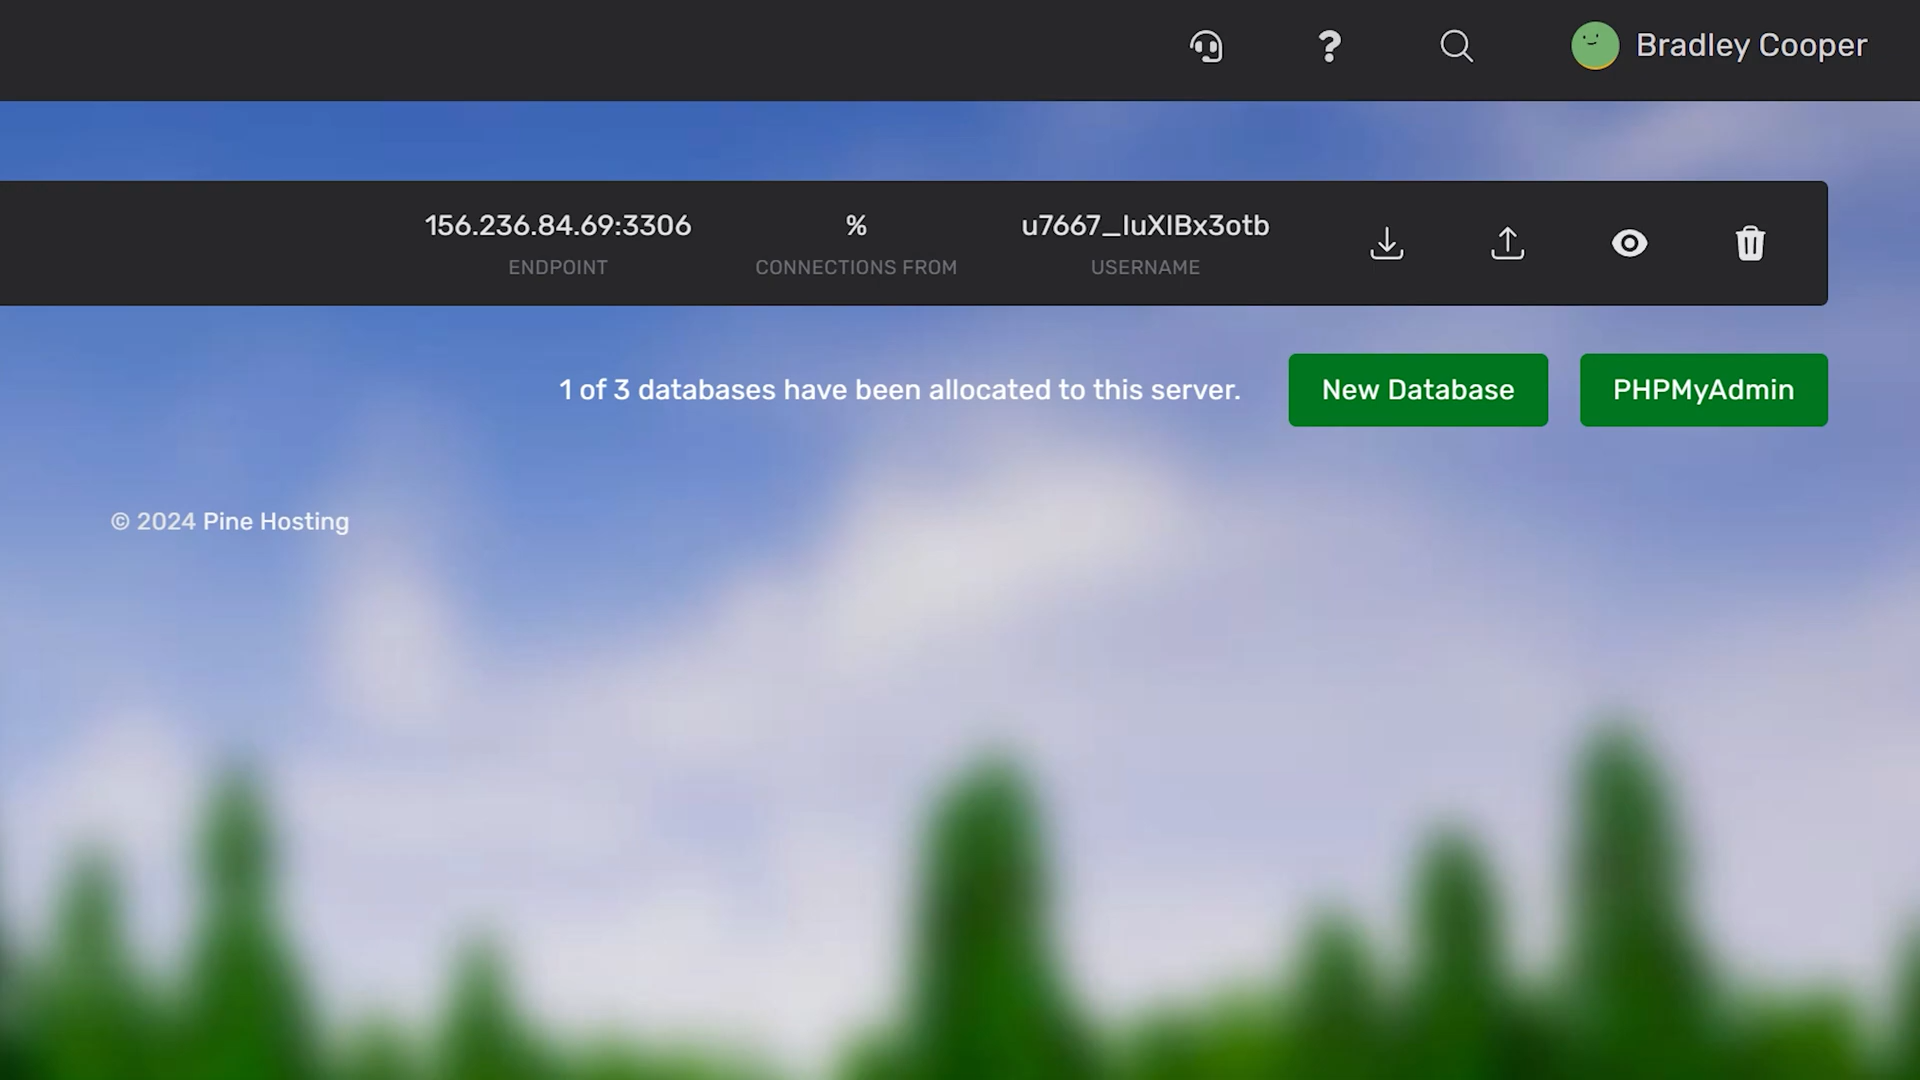 Bradley Cooper
156.236.84.69:3306
ENDPOINT
%
CONNECTIONS FROM
u7667_IuXIBx3otb
USERNAME
1 of 3 databases have been allocated to this server.
New Database
PHPMyAdmin
© 2024 Pine Hosting